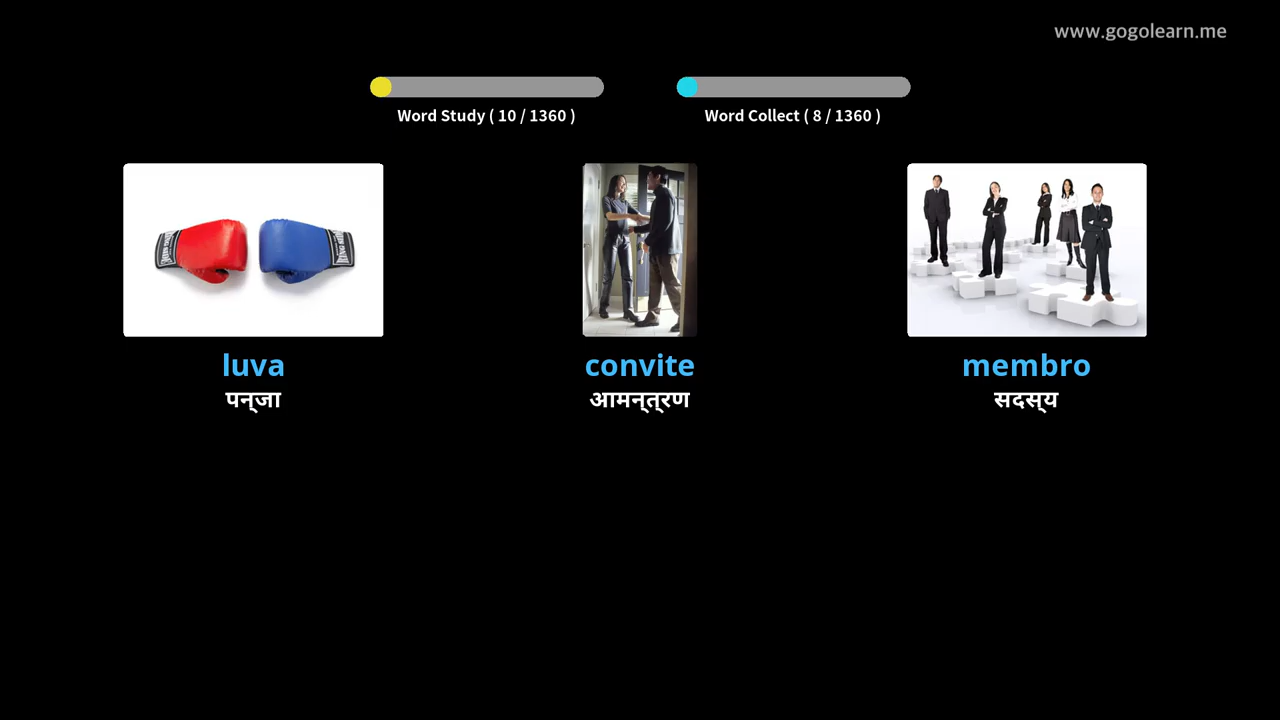 www.gogolearn.me
Word Study ( 10 / 1360 )
Word Collect ( 8 / 1360 )
luva
convite
membro
पन्‌जा
आमन्‌त्‌रण
सदस्‌य